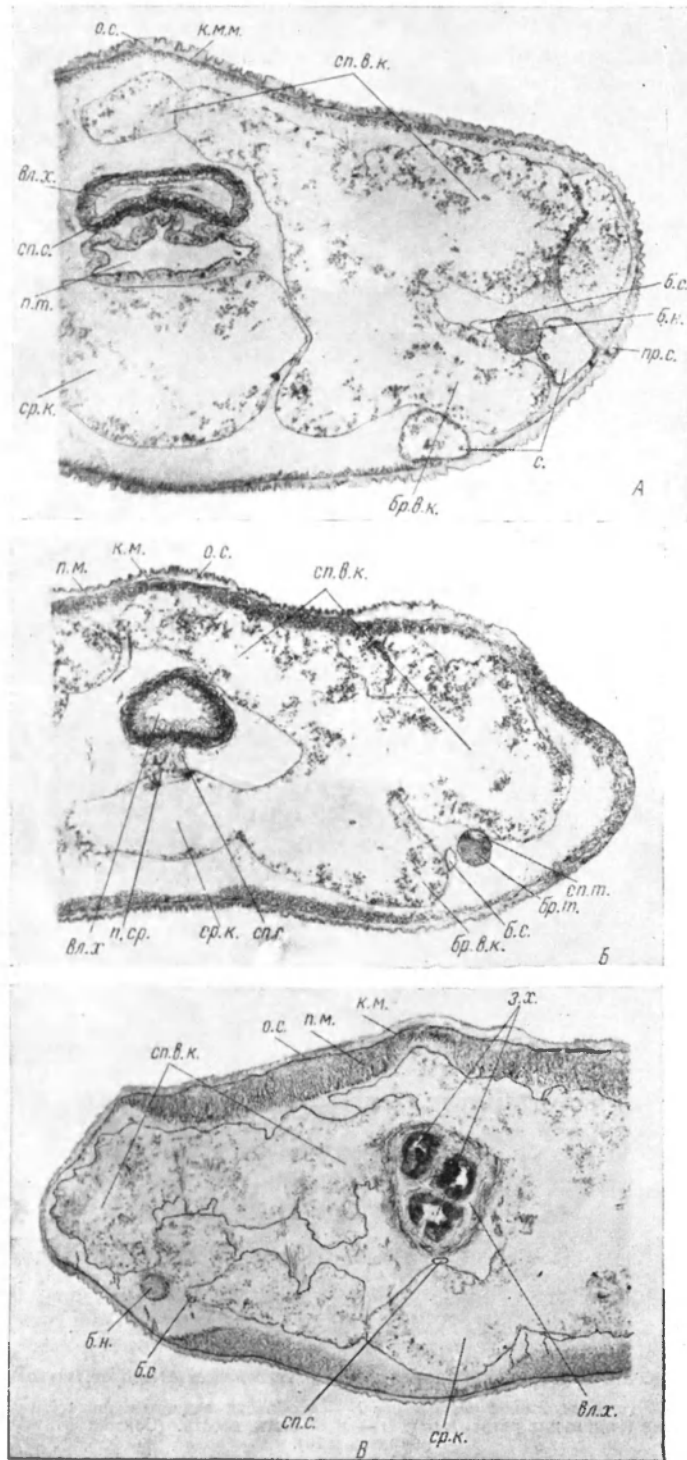 о.с.
к.м.м.
сп.в.к.
вл.х.
сп.с.
п.т.
ср.к.
б.с.
б.н.
пр.с.
с.
бр.в.к.
А
к.м.
о.с.
п.м.
сп.в.к.
сп.т.
бр.т.
б.с.
бр.в.к.
вл.х
п.ср.
ср.к.
сп.с.
Б
з.х.
к.м.
п.м.
о.с.
сп.в.к.
б.н.
б.с.
сп.с.
ср.к.
вл.х.
В